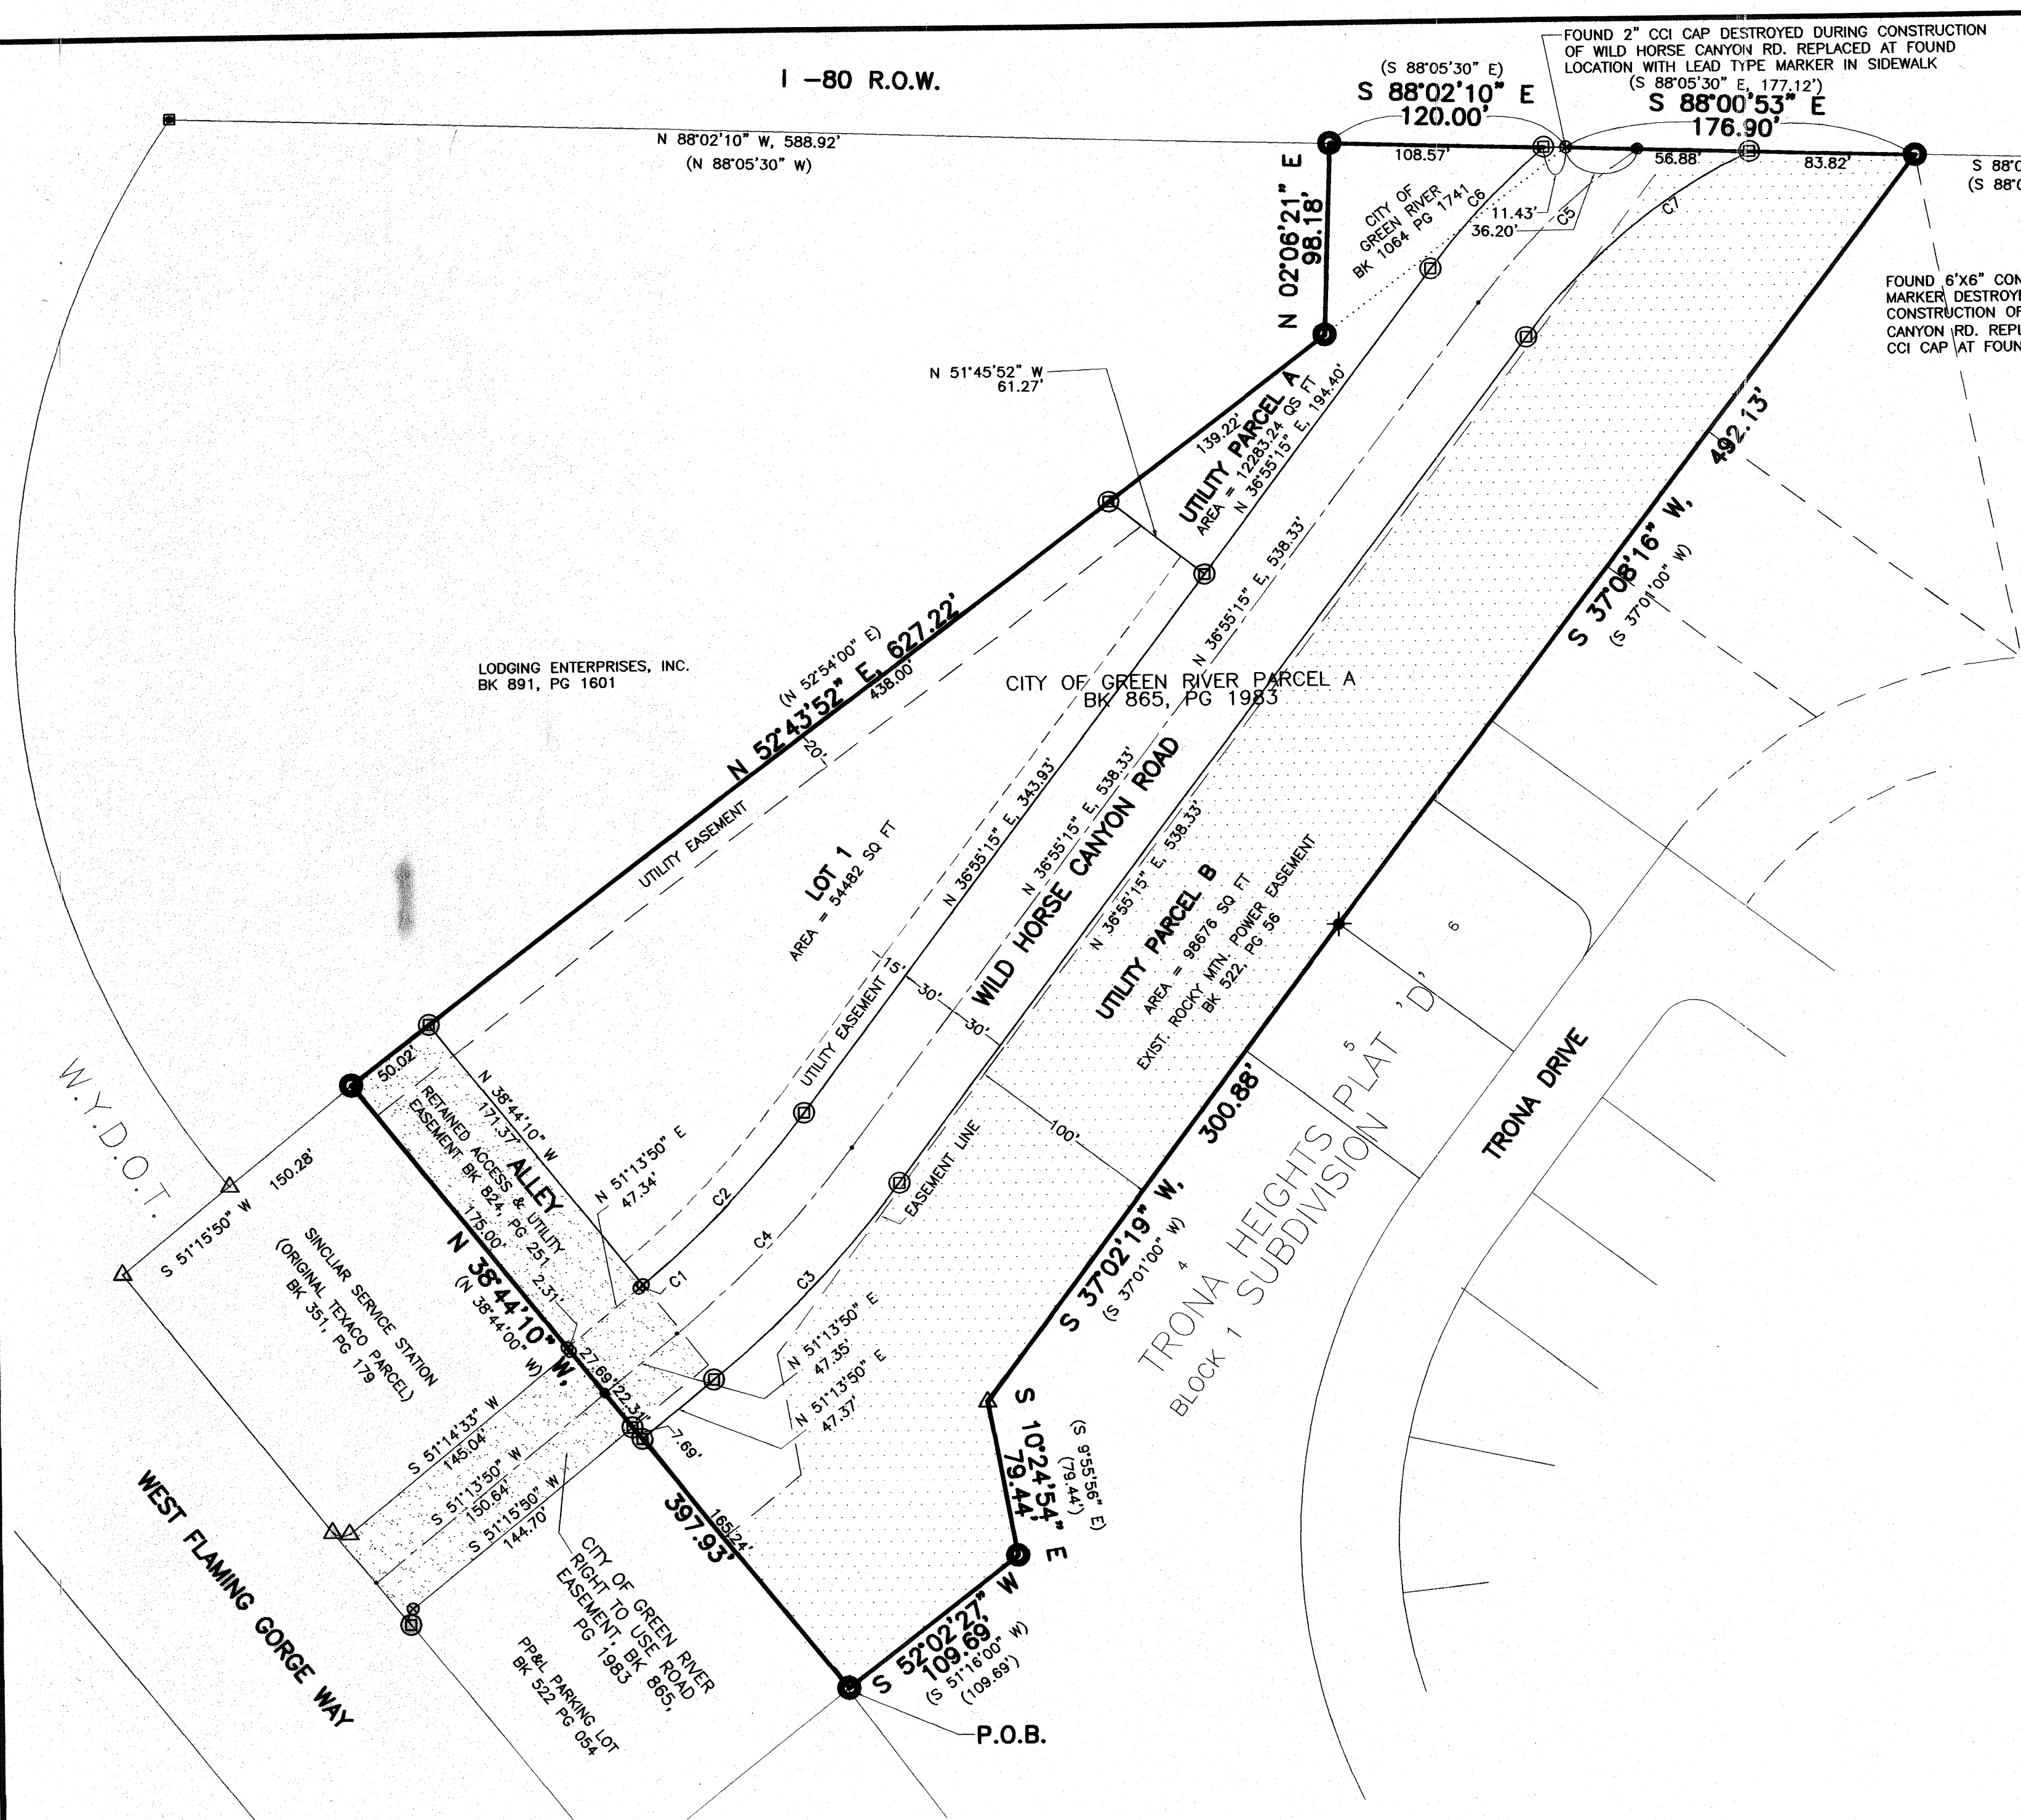 FOUND 2" CCI CAP DESTROYED DURING CONSTRUCTION
OF WILD HORSE CANYON RD. REPLACED AT FOUND
LOCATION WITH LEAD TYPE MARKER IN SIDEWALK
(S 88°05'30" E, 177.12')
S 88°00'53" E
176.90'
(S 88°05'30" E)
S 88°02'10" E
120.00'
I -80 R.O.W.
N 88°02'10" W, 588.92'
(N 88°05'30" W)
108.57'
56.88'
83.82'
S 88°0
(S 88°0
11.43'
36.20'
C5
C6
C7
CITY OF
GREEN RIVER
BK 1064 PG 1741
N 02°06'21" E
98.18'
FOUND 6'X6" CON
MARKER DESTROYE
CONSTRUCTION OF
CANYON RD. REPL
CCI CAP AT FOUN
N 51°45'52" W
61.27'
139.22'
UTILITY PARCEL A
AREA = 12283.24 QS FT
N 36°55'15" E, 194.40'
492.13'
S 37°08'16" W,
(S 37°01'00" W)
N 36°55'15" E, 538.33'
LODGING ENTERPRISES, INC.
BK 891, PG 1601
(N 52°54'00" E)
N 52°43'52" E, 627.22'
438.00'
20'
UTILITY EASEMENT
CITY OF GREEN RIVER PARCEL A
BK 865, PG 1983
LOT 1
AREA = 54482 SQ FT
N 36°55'15" E, 343.93'
N 36°55'15" E, 538.33'
WILD HORSE CANYON ROAD
N 36°55'15" E, 538.33'
UTILITY PARCEL B
AREA = 98676 SQ FT
EXIST. ROCKY MTN. POWER EASEMENT
BK 522, PG 56
15'
30'
30'
UTILITY EASEMENT
100'
EASEMENT LINE
300.88'
S 37°02'19" W,
(S 37°01'00" W)
6
5
4
TRONA HEIGHTS PLAT 'D'
SUBDIVISION
BLOCK 1
TRONA DRIVE
W.Y.D.O.T.
50.02'
N 38°44'10" W
171.37'
RETAINED ACCESS & UTILITY
EASEMENT BK 824, PG 251
ALLEY
175.00'
2.31'
N 38°44'10" W,
(N 38°44'00" W)
397.93'
N 51°13'50" E
47.34'
C1
C2
C3
C4
150.28'
S 51°15'50" W
SINCLIAR SERVICE STATION
(ORIGINAL TEXACO PARCEL)
BK 351, PG 179
27.69'
22.31'
7.69'
N 51°13'50" E
47.35'
N 51°13'50" E
47.37'
S 51°14'33" W
145.04'
S 51°13'50" W
150.64'
S 51°15'50" W
144.70'
165.24'
S 10°24'54" E
79.44'
(S 9°55'56" E)
(79.44')
S 52°02'27" W
109.69'
(S 51°16'00" W)
(109.69')
CITY OF GREEN RIVER
RIGHT TO USE ROAD
EASEMENT, BK 865,
PG 1983
PP&L PARKING LOT
BK 522 PG 054
WEST FLAMING GORGE WAY
P.O.B.